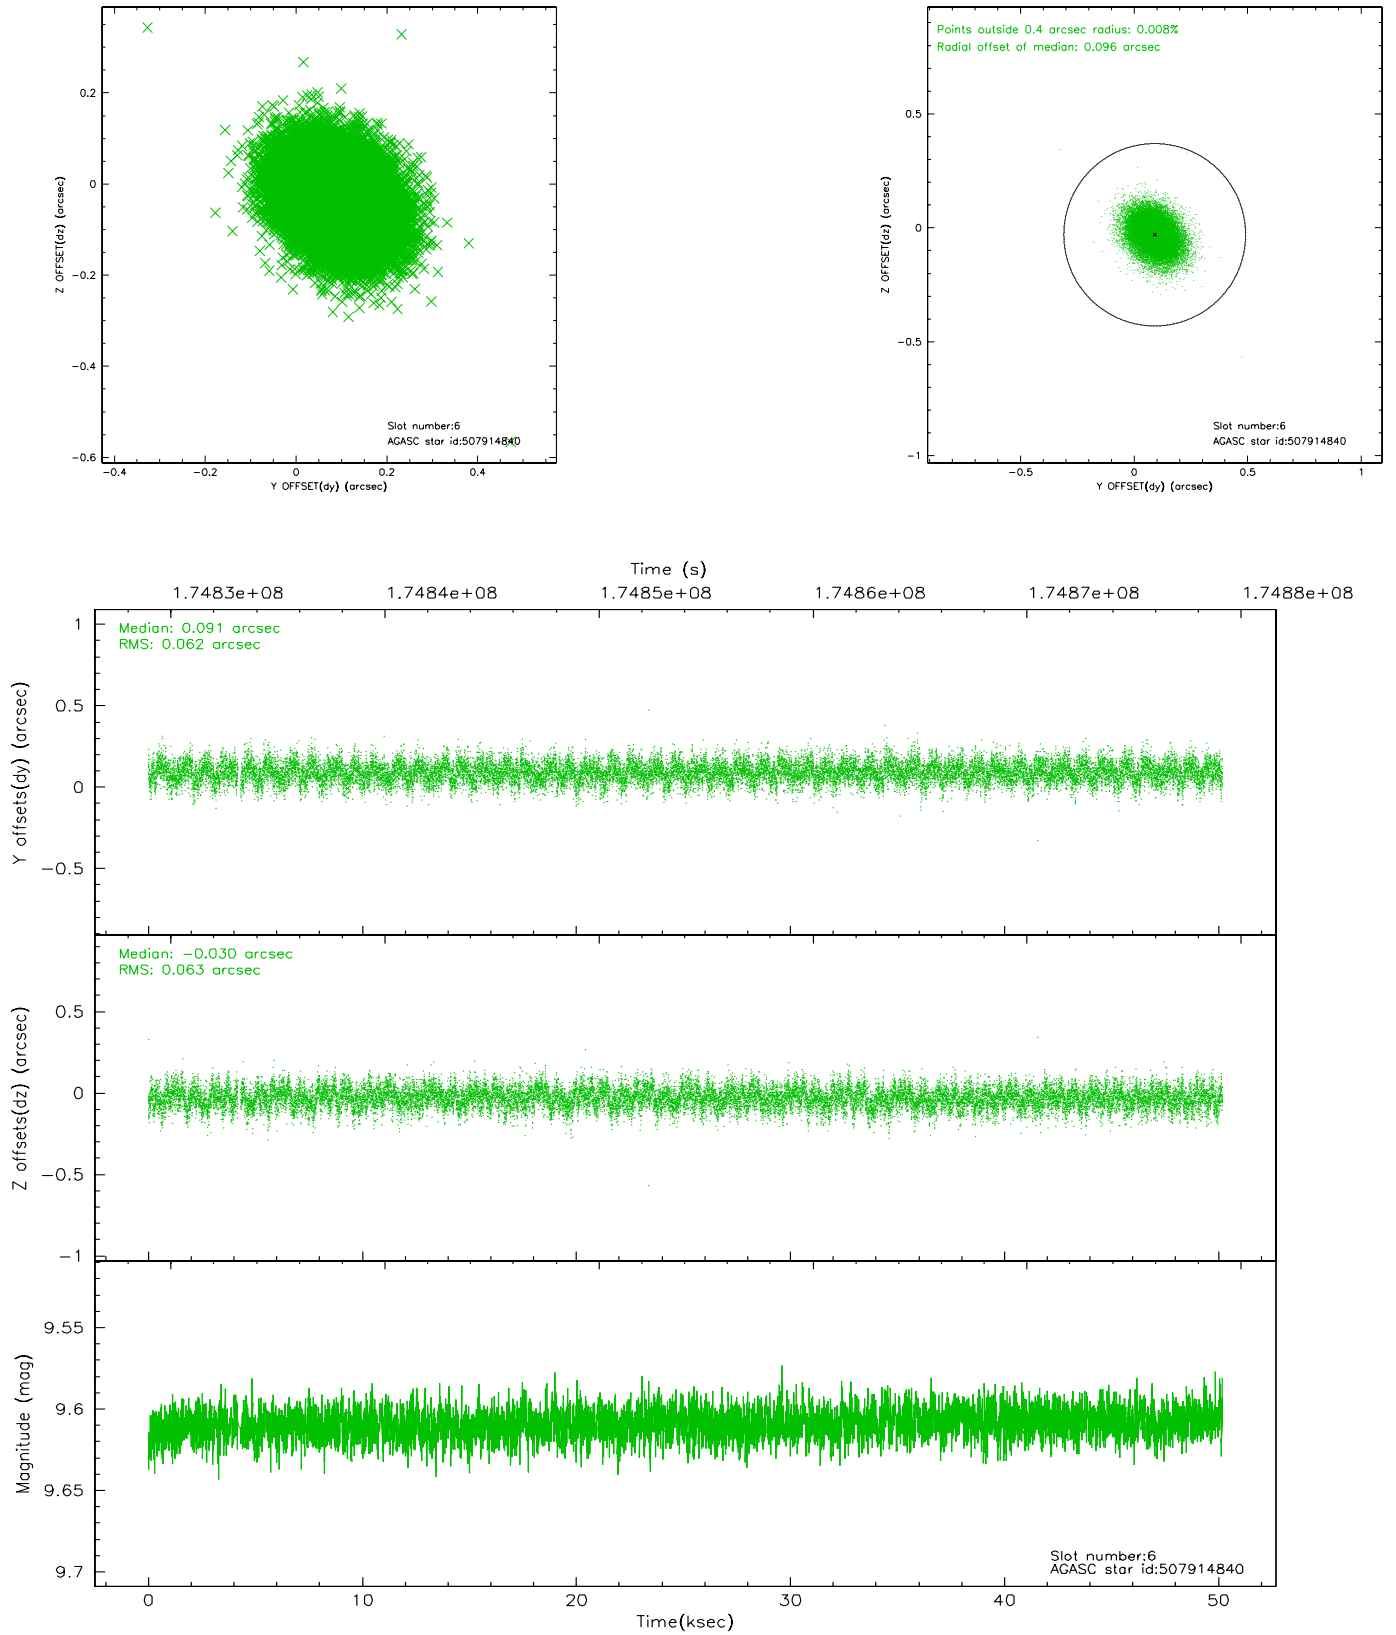 0.2
0
−0.2
−0.4
−0.6
Z OFFSET(dz) (arcsec)
Slot number:6
AGASC star id:507914840
−0.4 −0.2 0 0.2 0.4
Y OFFSET(dy) (arcsec)
Points outside 0.4 arcsec radius: 0.008%
Radial offset of median: 0.096 arcsec
0.5
0
−0.5
−1
Z OFFSET(dz) (arcsec)
Slot number:6
AGASC star id:507914840
−0.5 0 0.5 1
Y OFFSET(dy) (arcsec)
Time (s)
1.7483e+08 1.7484e+08 1.7485e+08 1.7486e+08 1.7487e+08 1.7488e+08
Median: 0.091 arcsec
RMS: 0.062 arcsec
1
0.5
0
−0.5
Y offsets(dy) (arcsec)
Median: −0.030 arcsec
RMS: 0.063 arcsec
0.5
0
−0.5
−1
Z offsets(dz) (arcsec)
9.55
9.6
9.65
9.7
Magnitude (mag)
Slot number:6
AGASC star id:507914840
0 10 20 30 40 50
Time(ksec)